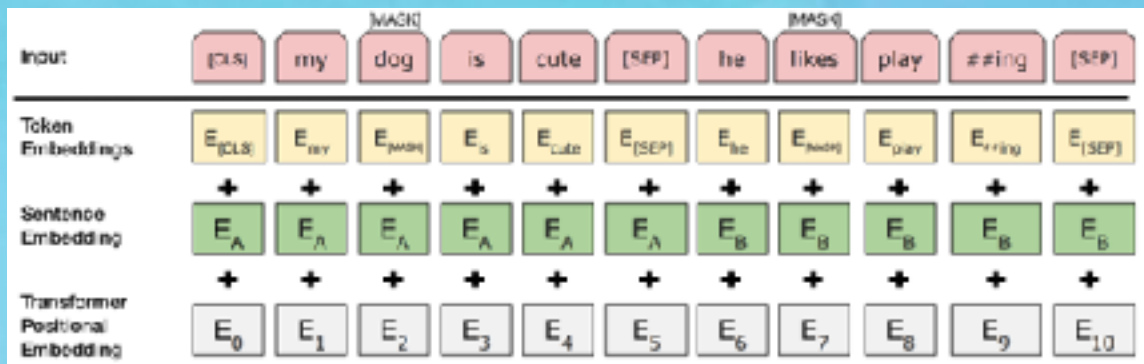 [MASK] [MASK]
Input [CLS] my dog is cute [SEP] he likes play ##ing [SEP]
Token
Embeddings
E[CLS] Emy E[MASK] Eis Ecute E[SEP] Ehe E[MASK] Eplay E##ing E[SEP]
+ + + + + + + + + + +
Sentence
Embedding
EA EA EA EA EA EA EB EB EB EB EB
+ + + + + + + + + + +
Transformer
Positional
Embedding
E0 E1 E2 E3 E4 E5 E6 E7 E8 E9 E10